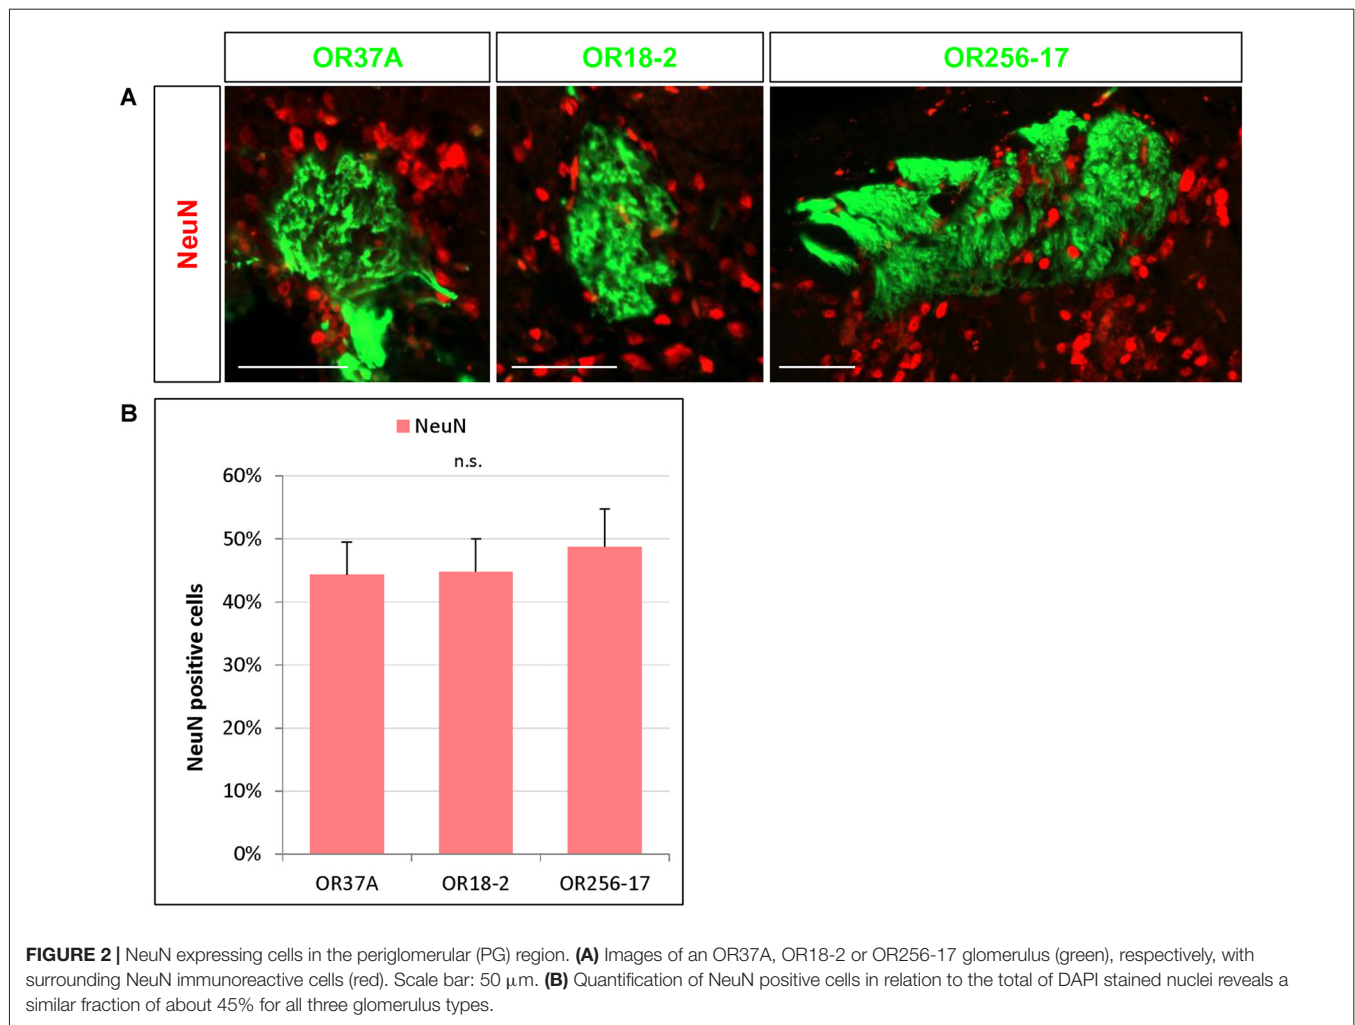 OR37A OR18-2 OR256-17
A
NeuN
B
NeuN
n.s.
60%
50%
40%
30%
20%
10%
0%
NeuN positive cells
OR37A OR18-2 OR256-17
FIGURE 2 | NeuN expressing cells in the periglomerular (PG) region. (A) Images of an OR37A, OR18-2 or OR256-17 glomerulus (green), respectively, with
surrounding NeuN immunoreactive cells (red). Scale bar: 50 μm. (B) Quantification of NeuN positive cells in relation to the total of DAPI stained nuclei reveals a
similar fraction of about 45% for all three glomerulus types.